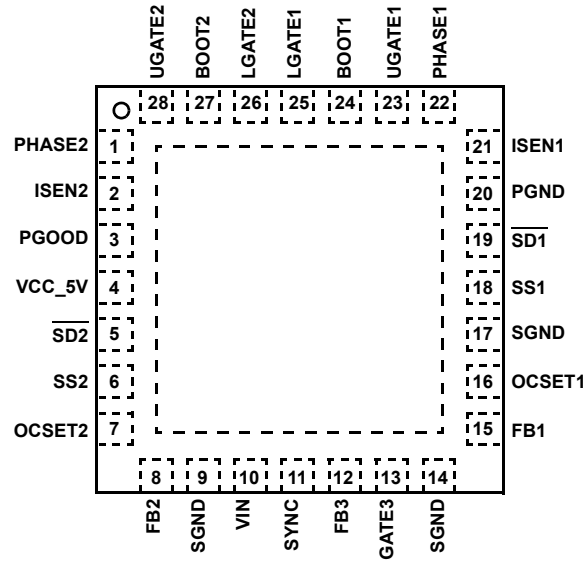 UGATE2
BOOT2
LGATE2
LGATE1
BOOT1
UGATE1
PHASE1
28 27 26 25 24 23 22
PHASE2 1
21 ISEN1
ISEN2 2
20 PGND
PGOOD 3
19 SD1
VCC_5V 4
18 SS1
SD2 5
17 SGND
SS2 6
16 OCSET1
OCSET2 7
15 FB1
8 9 10 11 12 13 14
FB2
SGND
VIN
SYNC
FB3
GATE3
SGND